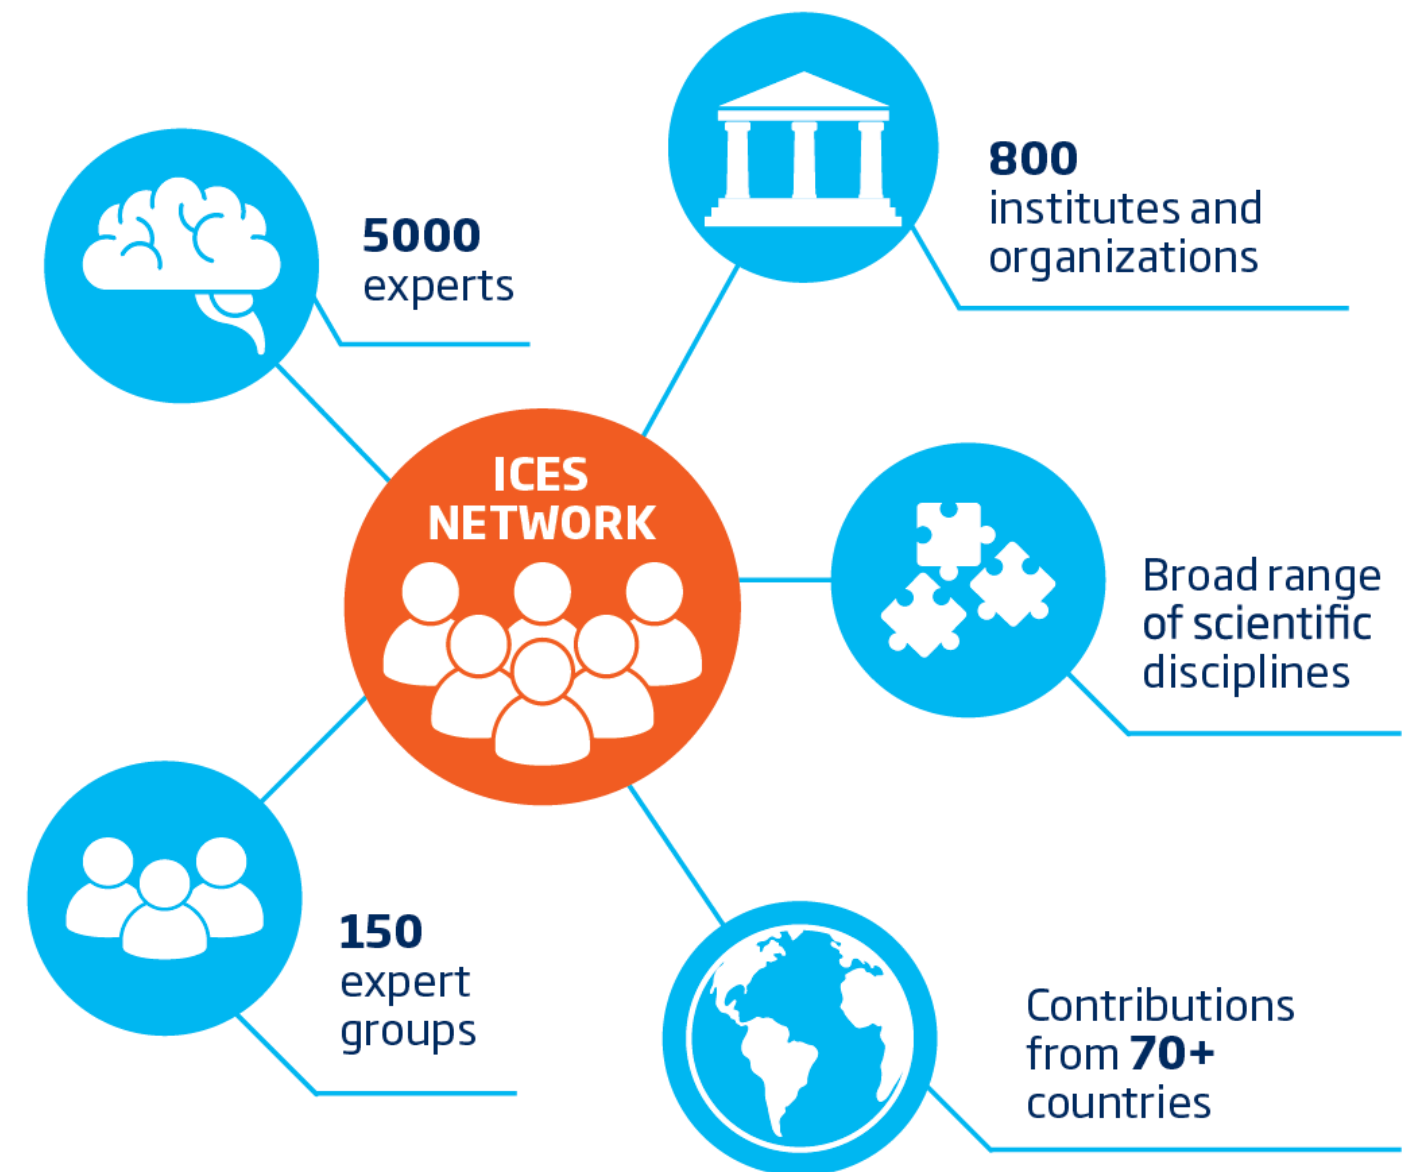 5000
experts
800
institutes and
organizations
ICES
NETWORK
Broad range
of scientific
disciplines
150
expert
groups
Contributions
from 70+
countries